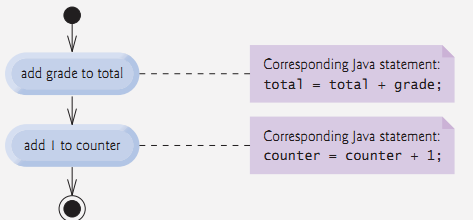 add grade to total
Corresponding Java statement:
total = total + grade;
add 1 to counter
Corresponding Java statement:
counter = counter + 1;